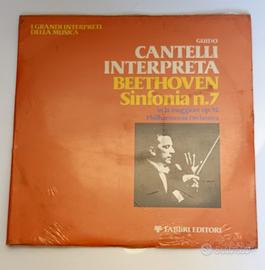 I GRANDI INTERPRETI
DELLA MUSICA
GUIDO
CANTELLI
INTERPRETA
BEETHOVEN
Sinfonia n.7
in la maggiore op. 92
Philharmonia Orchestra
FABBRI EDITORI
subito